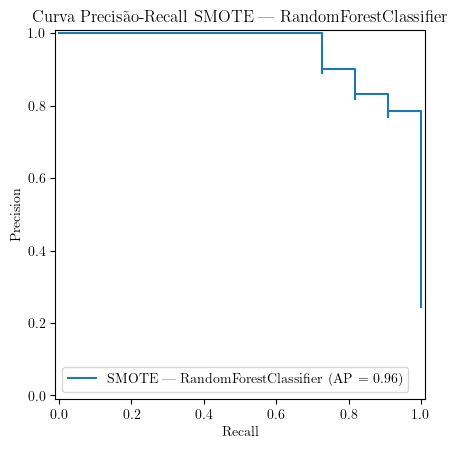 Curva Precisão-Recall SMOTE — RandomForestClassifier
1.0
0.8
0.6
0.4
0.2
0.0
Precision
SMOTE — RandomForestClassifier (AP = 0.96)
0.0 0.2 0.4 0.6 0.8 1.0
Recall